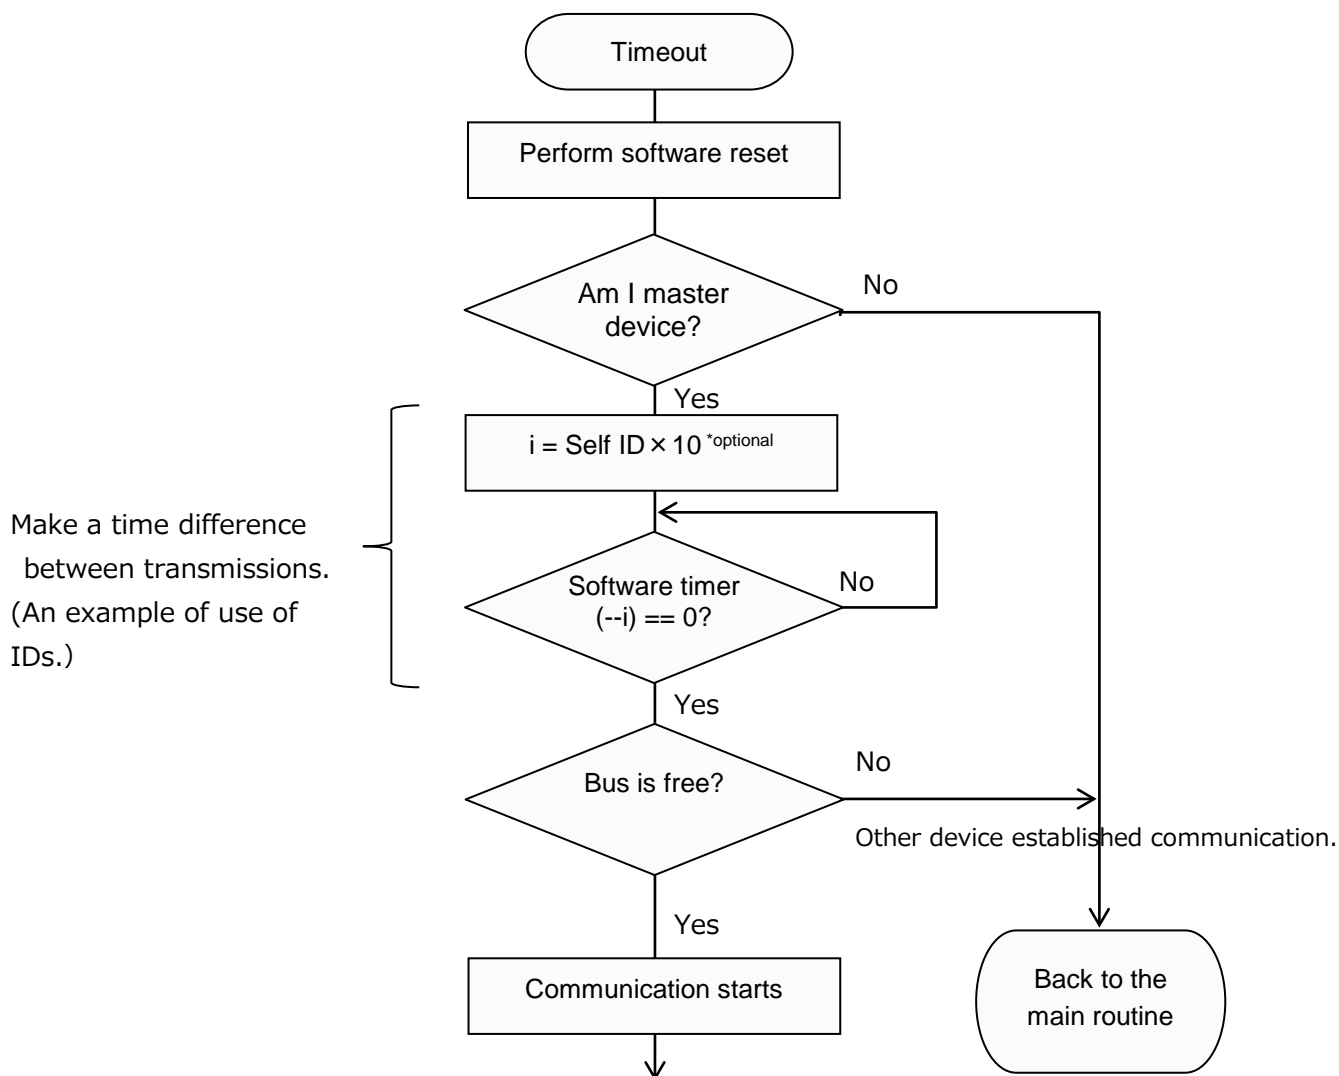 Timeout
Perform software reset
Am I master
device?
No
Yes
i = Self ID × 10 *optional
Make a time difference
between transmissions.
(An example of use of
IDs.)
Software timer
(--i) == 0?
No
Yes
Bus is free?
No
Other device established communication.
Yes
Communication starts
Back to the
main routine